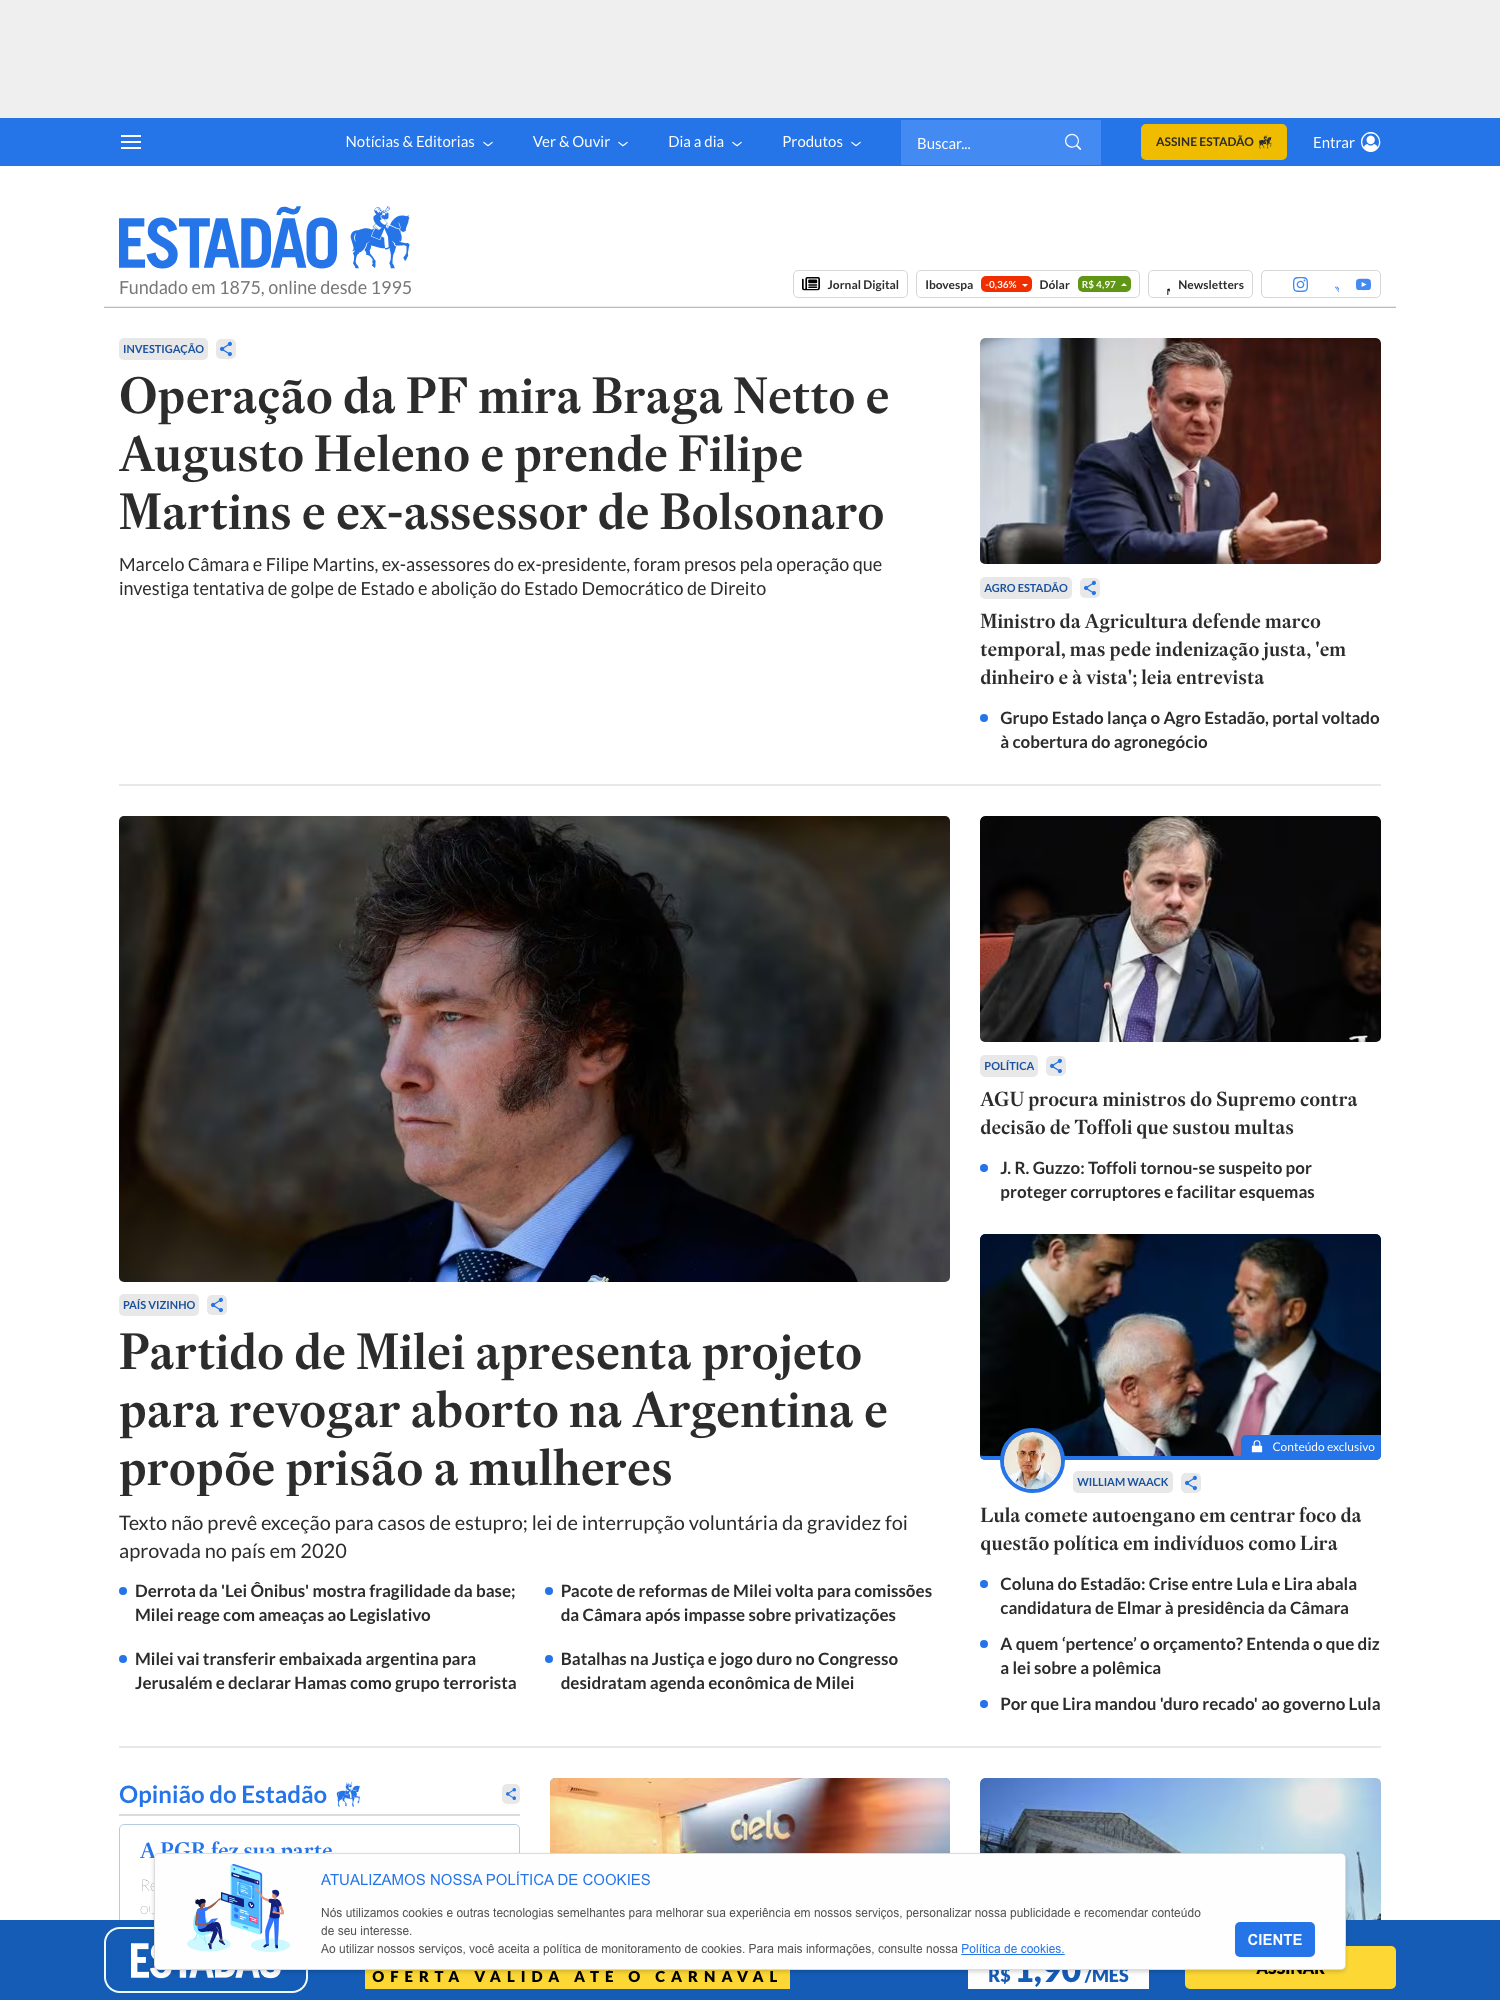 Notícias & Editorias
Ver & Ouvir
Dia a dia
Produtos
Buscar...
ASSINE ESTADÃO
Entrar
ESTADÃO
Fundado em 1875, online desde 1995
Jornal Digital
Ibovespa -0,36% Dólar R$ 4,97
Newsletters
INVESTIGAÇÃO
Operação da PF mira Braga Netto e
Augusto Heleno e prende Filipe
Martins e ex-assessor de Bolsonaro
Marcelo Câmara e Filipe Martins, ex-assessores do ex-presidente, foram presos pela operação que
investiga tentativa de golpe de Estado e abolição do Estado Democrático de Direito
AGRO ESTADÃO
Ministro da Agricultura defende marco
temporal, mas pede indenização justa, 'em
dinheiro e à vista'; leia entrevista
Grupo Estado lança o Agro Estadão, portal voltado
à cobertura do agronegócio
PAÍS VIZINHO
Partido de Milei apresenta projeto
para revogar aborto na Argentina e
propõe prisão a mulheres
Texto não prevê exceção para casos de estupro; lei de interrupção voluntária da gravidez foi
aprovada no país em 2020
Derrota da 'Lei Ônibus' mostra fragilidade da base;
Milei reage com ameaças ao Legislativo
Pacote de reformas de Milei volta para comissões
da Câmara após impasse sobre privatizações
Milei vai transferir embaixada argentina para
Jerusalém e declarar Hamas como grupo terrorista
Batalhas na Justiça e jogo duro no Congresso
desidratam agenda econômica de Milei
POLÍTICA
AGU procura ministros do Supremo contra
decisão de Toffoli que sustou multas
J. R. Guzzo: Toffoli tornou-se suspeito por
proteger corruptores e facilitar esquemas
Conteúdo exclusivo
WILLIAM WAACK
Lula comete autoengano em centrar foco da
questão política em indivíduos como Lira
Coluna do Estadão: Crise entre Lula e Lira abala
candidatura de Elmar à presidência da Câmara
A quem ‘pertence’ o orçamento? Entenda o que diz
a lei sobre a polêmica
Por que Lira mandou 'duro recado' ao governo Lula
Opinião do Estadão
A PGR fez sua parte
cielo
ATUALIZAMOS NOSSA POLÍTICA DE COOKIES
Nós utilizamos cookies e outras tecnologias semelhantes para melhorar sua experiência em nossos serviços, personalizar nossa publicidade e recomendar conteúdo
de seu interesse.
Ao utilizar nossos serviços, você aceita a política de monitoramento de cookies. Para mais informações, consulte nossa Política de cookies.
CIENTE
ESTADÃO
OFERTA VÁLIDA ATÉ O CARNAVAL
R$ 1,90/MÊS
ASSINAR